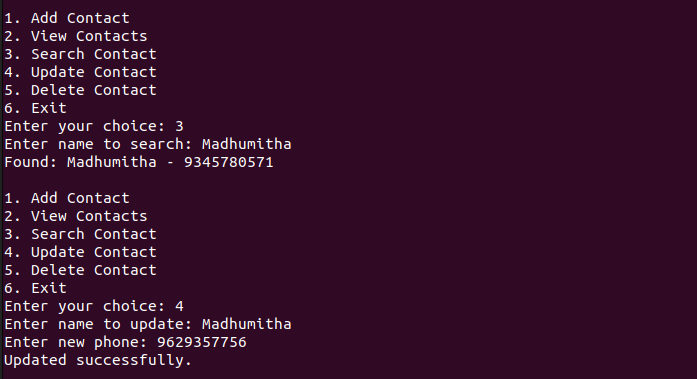 1. Add Contact
2. View Contacts
3. Search Contact
4. Update Contact
5. Delete Contact
6. Exit
Enter your choice: 3
Enter name to search: Madhumitha
Found: Madhumitha - 9345780571
1. Add Contact
2. View Contacts
3. Search Contact
4. Update Contact
5. Delete Contact
6. Exit
Enter your choice: 4
Enter name to update: Madhumitha
Enter new phone: 9629357756
Updated successfully.